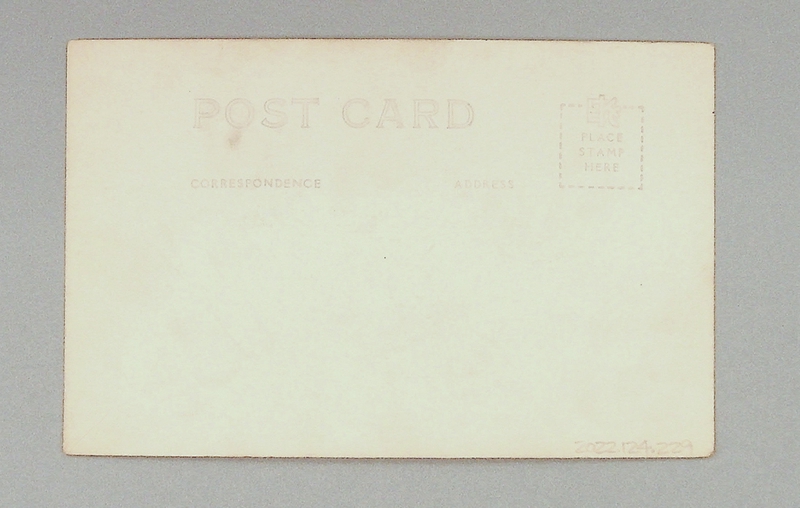 POST CARD
CORRESPONDENCE
ADDRESS
PLACE
STAMP
HERE
2022.124.229